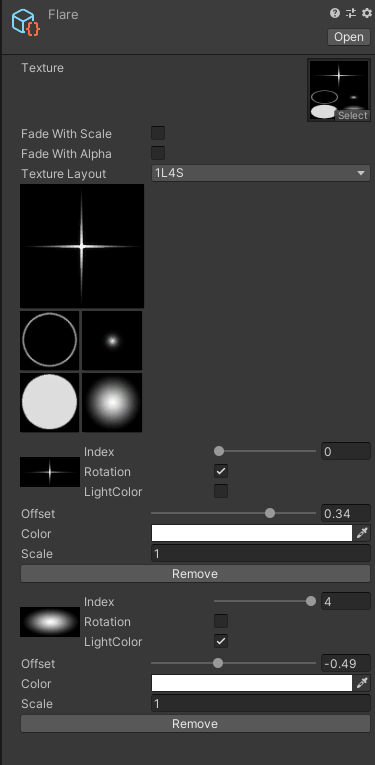 Flare
Open
Texture
Select
Fade With Scale
Fade With Alpha
Texture Layout 1L4S
Index 0
Rotation
LightColor
Offset 0.34
Color
Scale 1
Remove
Index 4
Rotation
LightColor
Offset -0.49
Color
Scale 1
Remove